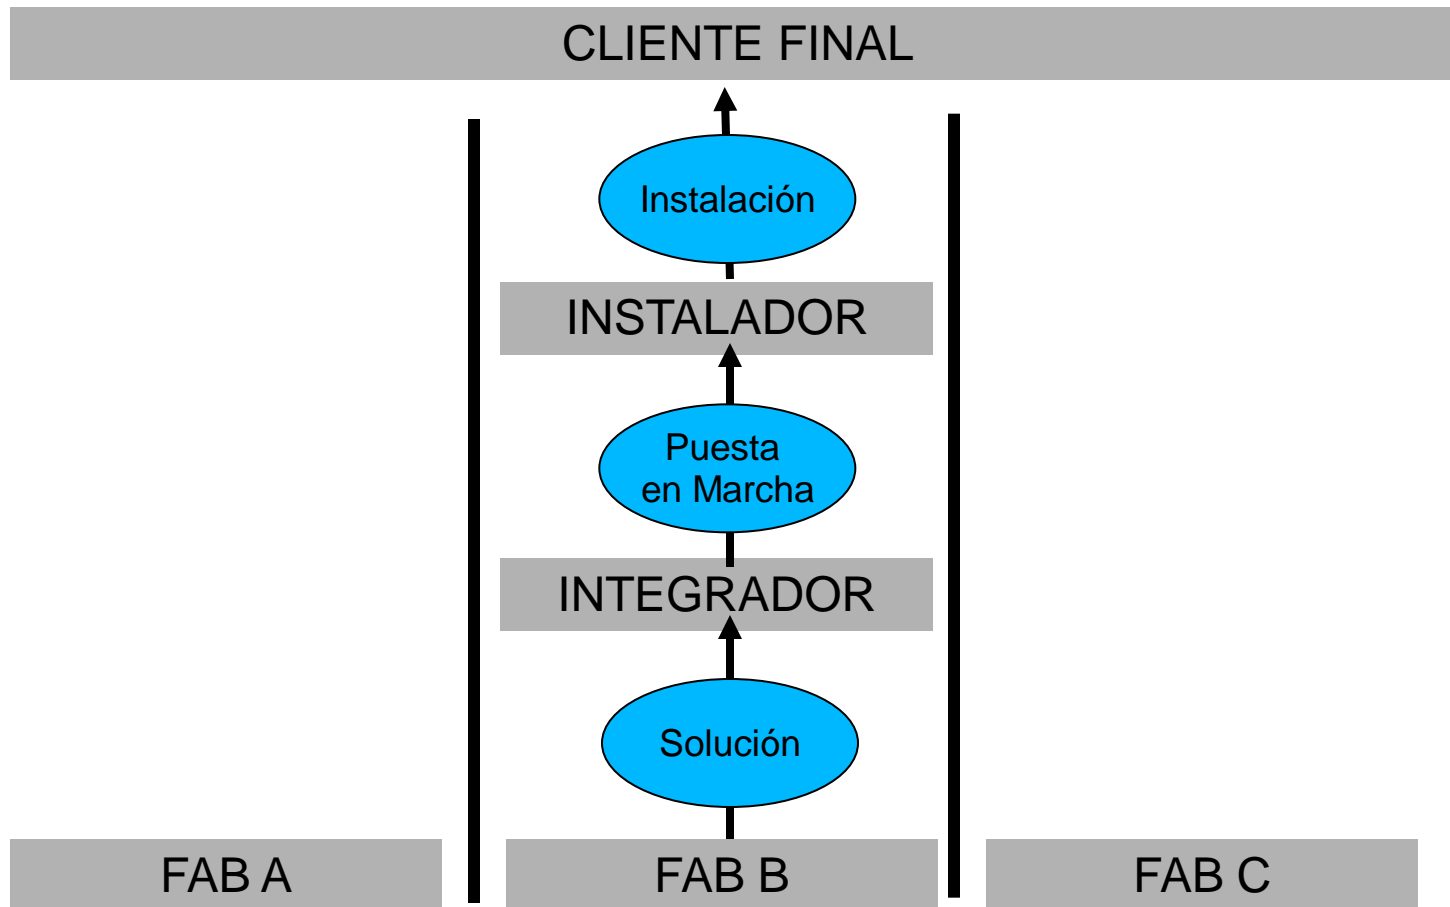 CLIENTE FINAL
Instalación
INSTALADOR
Puesta
en Marcha
INTEGRADOR
Solución
FAB A
FAB B
FAB C